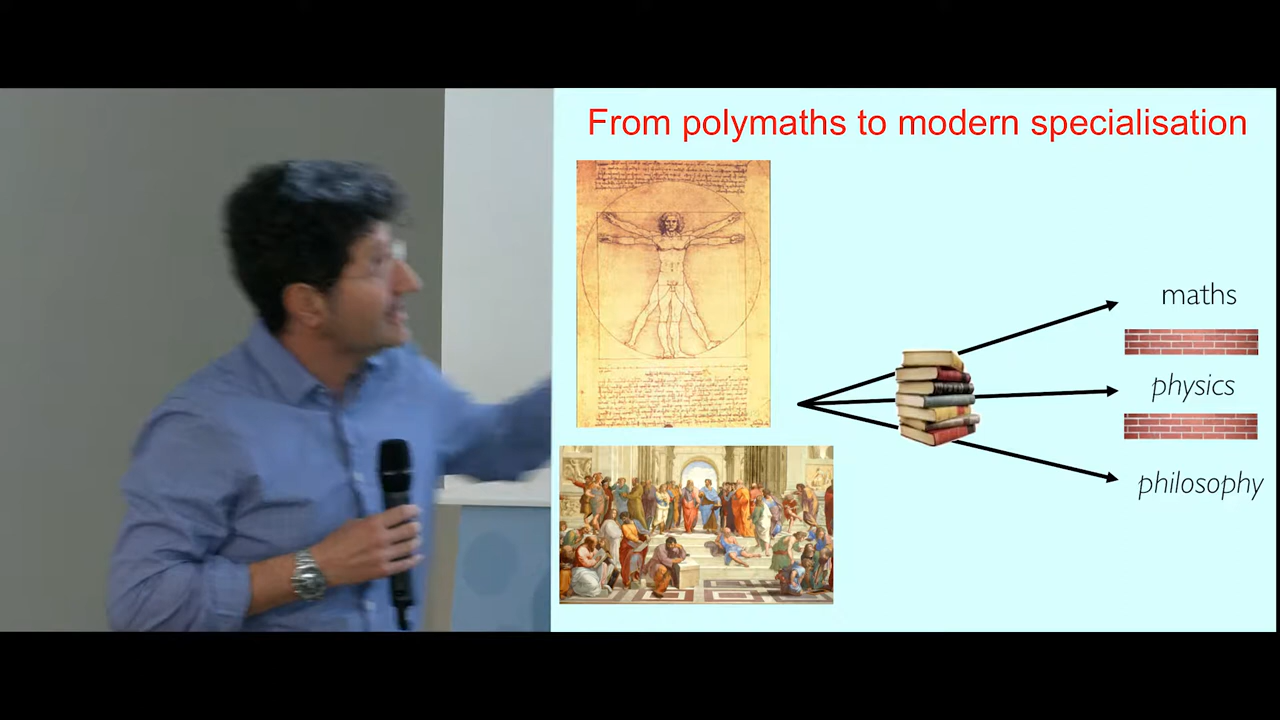 From polymaths to modern specialisation
maths
physics
philosophy